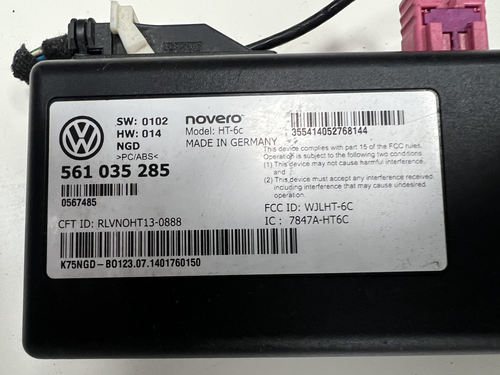 SW: 0102
HW: 014
NGD
>PC/ABS<
561 035 285
0567485
CFT ID: RLVNOHT13-0888
K75NGD-BO123.07.1401760150
novero
Model: HT-6c
MADE IN GERMANY
355414052768144
This device complies with part 15 of the FCC rules.
Operation is subject to the following two conditions:
(1) This device may not cause harmful interference,
and
(2) This device must accept any interference received,
including interference that may cause undesired
operation.
FCC ID: WJLHT-6C
IC : 7847A-HT6C